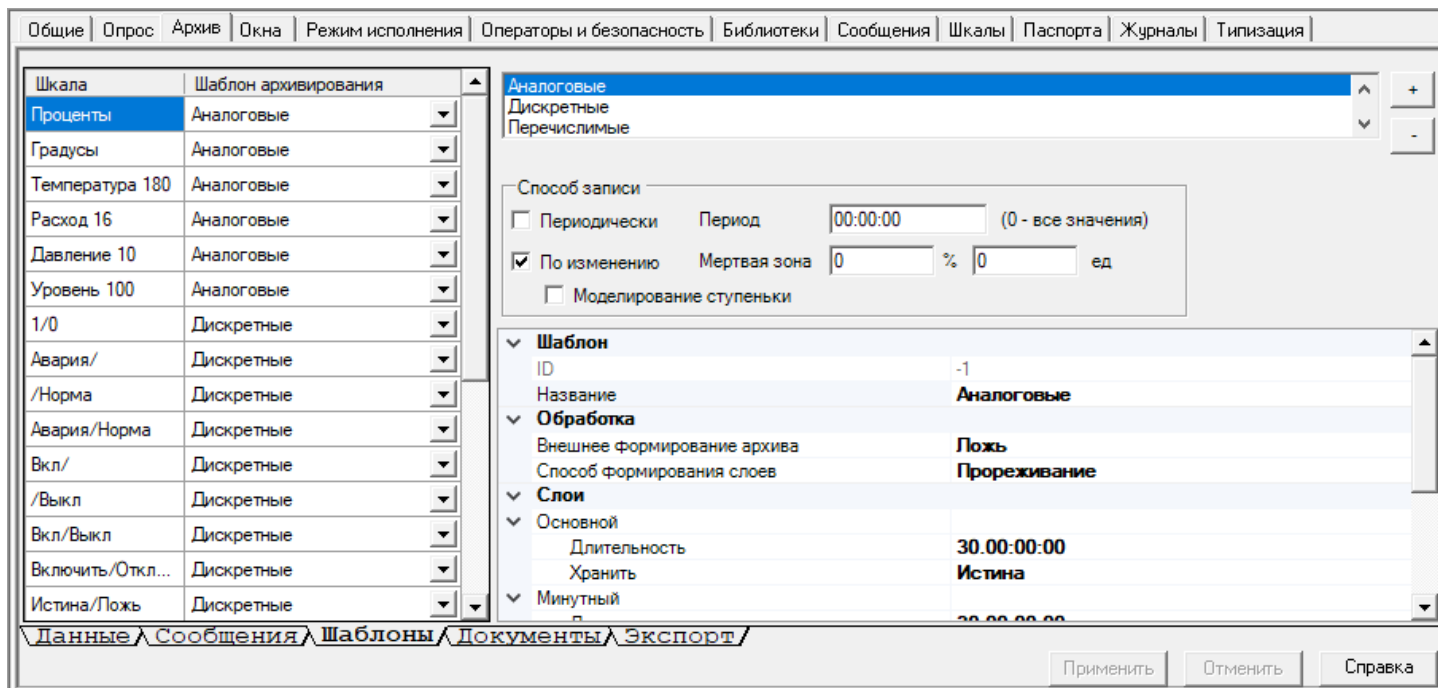 Общие Опрос Архив Окна Режим исполнения Операторы и безопасность Библиотеки Сообщения Шкалы Паспорта Журналы Типизация
Шкала Шаблон архивирования
Проценты Аналоговые
Градусы Аналоговые
Температура 180 Аналоговые
Расход 16 Аналоговые
Давление 10 Аналоговые
Уровень 100 Аналоговые
1/0 Дискретные
Авария/ Дискретные
/Норма Дискретные
Авария/Норма Дискретные
Вкл/ Дискретные
/Выкл Дискретные
Вкл/Выкл Дискретные
Включить/Откл... Дискретные
Истина/Ложь Дискретные
Аналоговые
Дискретные
Перечислимые
+
-
Способ записи
Периодически Период 00:00:00 (0 - все значения)
По изменению Мертвая зона 0 % 0 ед
Моделирование ступеньки
Шаблон
ID -1
Название Аналоговые
Обработка
Внешнее формирование архива Ложь
Способ формирования слоев Прореживание
Слои
Основной
Длительность 30.00:00:00
Хранить Истина
Минутный
Данные Сообщения Шаблоны Документы Экспорт
Применить Отменить Справка